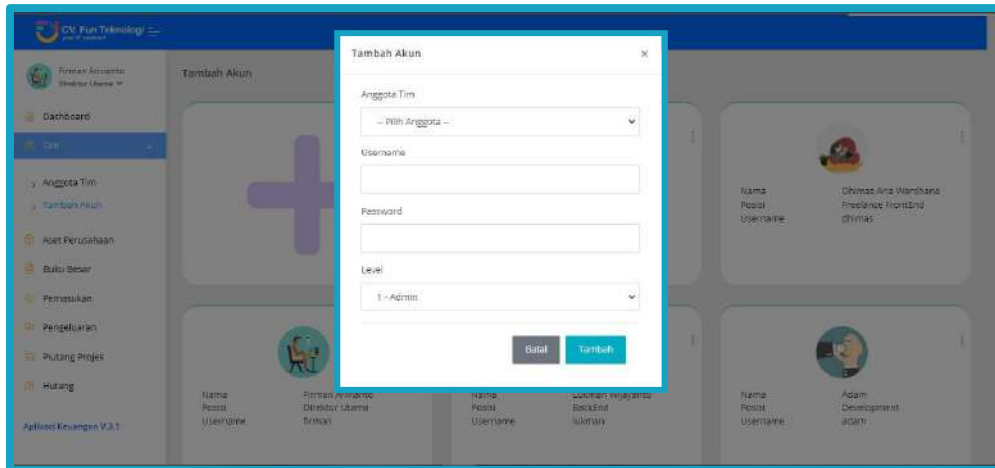 CV. Fun Teknologi
Direktur Utama
Dashboard
Anggota Tim
Tambah Akun
Aset Perusahaan
Buku Besar
Pemasukan
Pengeluaran
Piutang Projek
Hutang
Aplikasi Keuangan V.3.1
Tambah Akun
Tambah Akun ×
Anggota Tim
-- Pilih Anggota --
Username
Password
Level
1 - Admin
Batal Tambah
Nama Dhimas Aria Wardhana
Posisi Freelance FrontEnd
Username dhimas
Nama Firman Arivianto
Posisi Direktur Utama
Username firman
Nama Lukman Wijayanto
Posisi BackEnd
Username lukman
Nama Adam
Posisi Development
Username adam